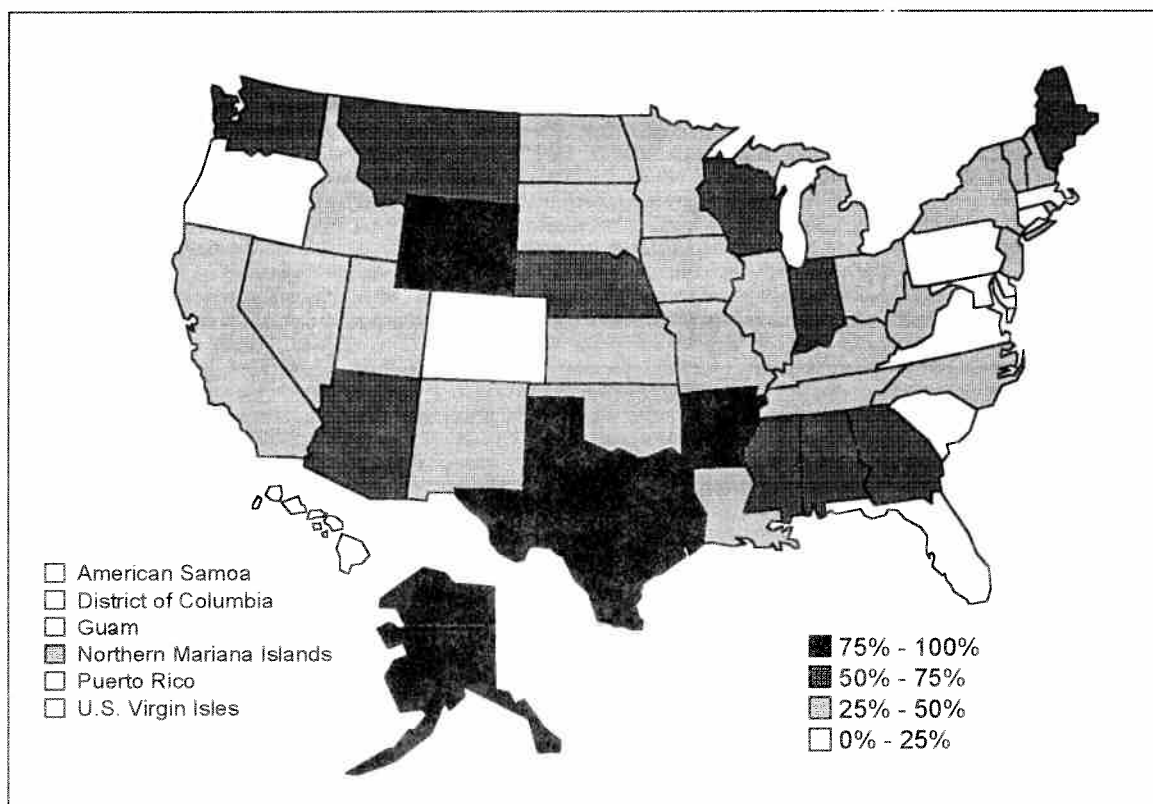 American Samoa
District of Columbia
Guam
Northern Mariana Islands
Puerto Rico
U.S. Virgin Isles
75% - 100%
50% - 75%
25% - 50%
0% - 25%